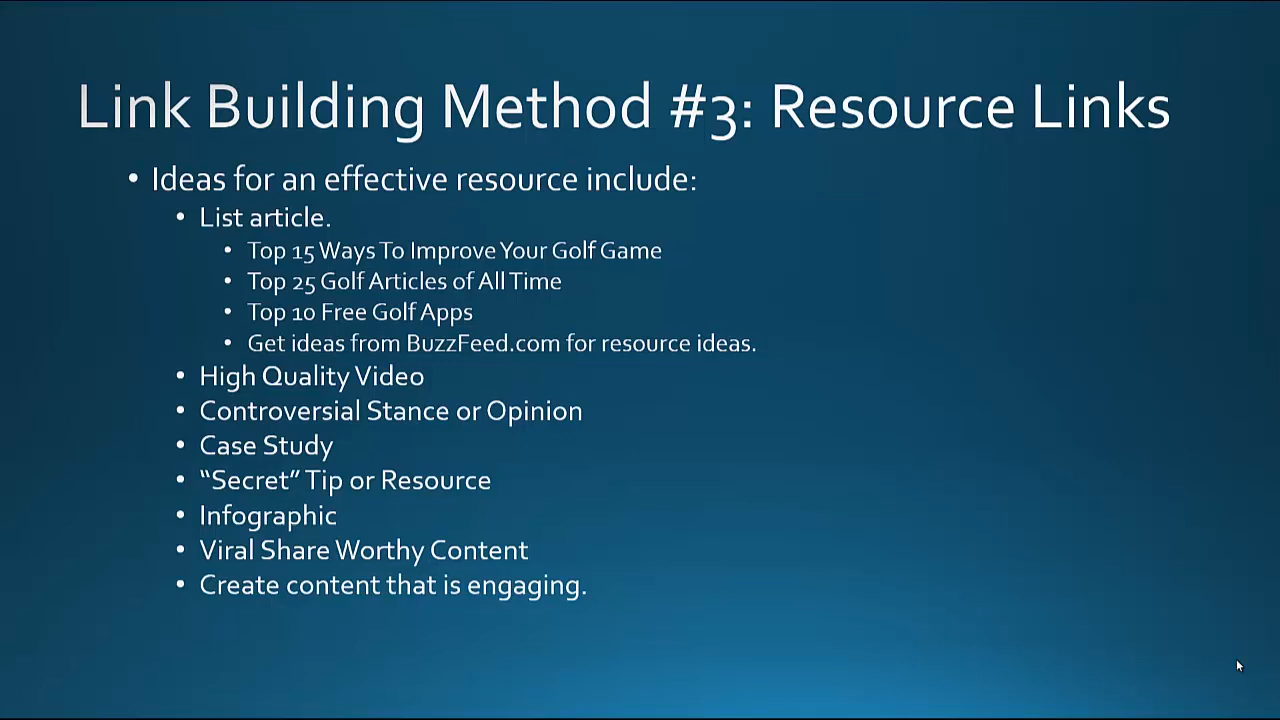 Link Building Method #3: Resource Links
• Ideas for an effective resource include:
• List article.
• Top 15 Ways To Improve Your Golf Game
• Top 25 Golf Articles of All Time
• Top 10 Free Golf Apps
• Get ideas from BuzzFeed.com for resource ideas.
• High Quality Video
• Controversial Stance or Opinion
• Case Study
• “Secret” Tip or Resource
• Infographic
• Viral Share Worthy Content
• Create content that is engaging.